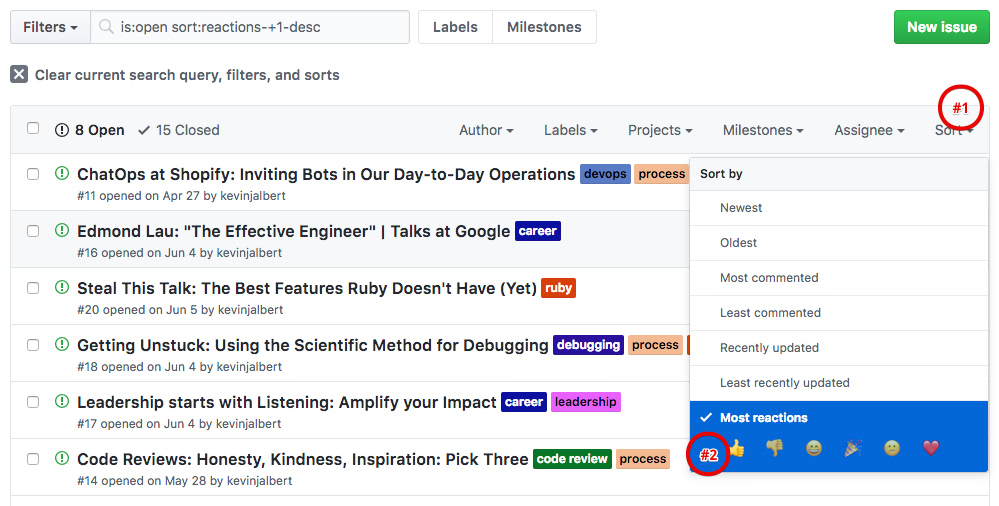 Filters is:open sort:reactions-+1-desc Labels Milestones New issue
Clear current search query, filters, and sorts
#1
8 Open 15 Closed Author Labels Projects Milestones Assignee Sort
ChatOps at Shopify: Inviting Bots in Our Day-to-Day Operations devops process
#11 opened on Apr 27 by kevinjalbert
Edmond Lau: "The Effective Engineer" | Talks at Google career
#16 opened on Jun 4 by kevinjalbert
Steal This Talk: The Best Features Ruby Doesn't Have (Yet) ruby
#20 opened on Jun 5 by kevinjalbert
Getting Unstuck: Using the Scientific Method for Debugging debugging process
#18 opened on Jun 4 by kevinjalbert
Leadership starts with Listening: Amplify your Impact career leadership
#17 opened on Jun 4 by kevinjalbert
Code Reviews: Honesty, Kindness, Inspiration: Pick Three code review process
#14 opened on May 28 by kevinjalbert
Sort by
Newest
Oldest
Most commented
Least commented
Recently updated
Least recently updated
Most reactions
#2